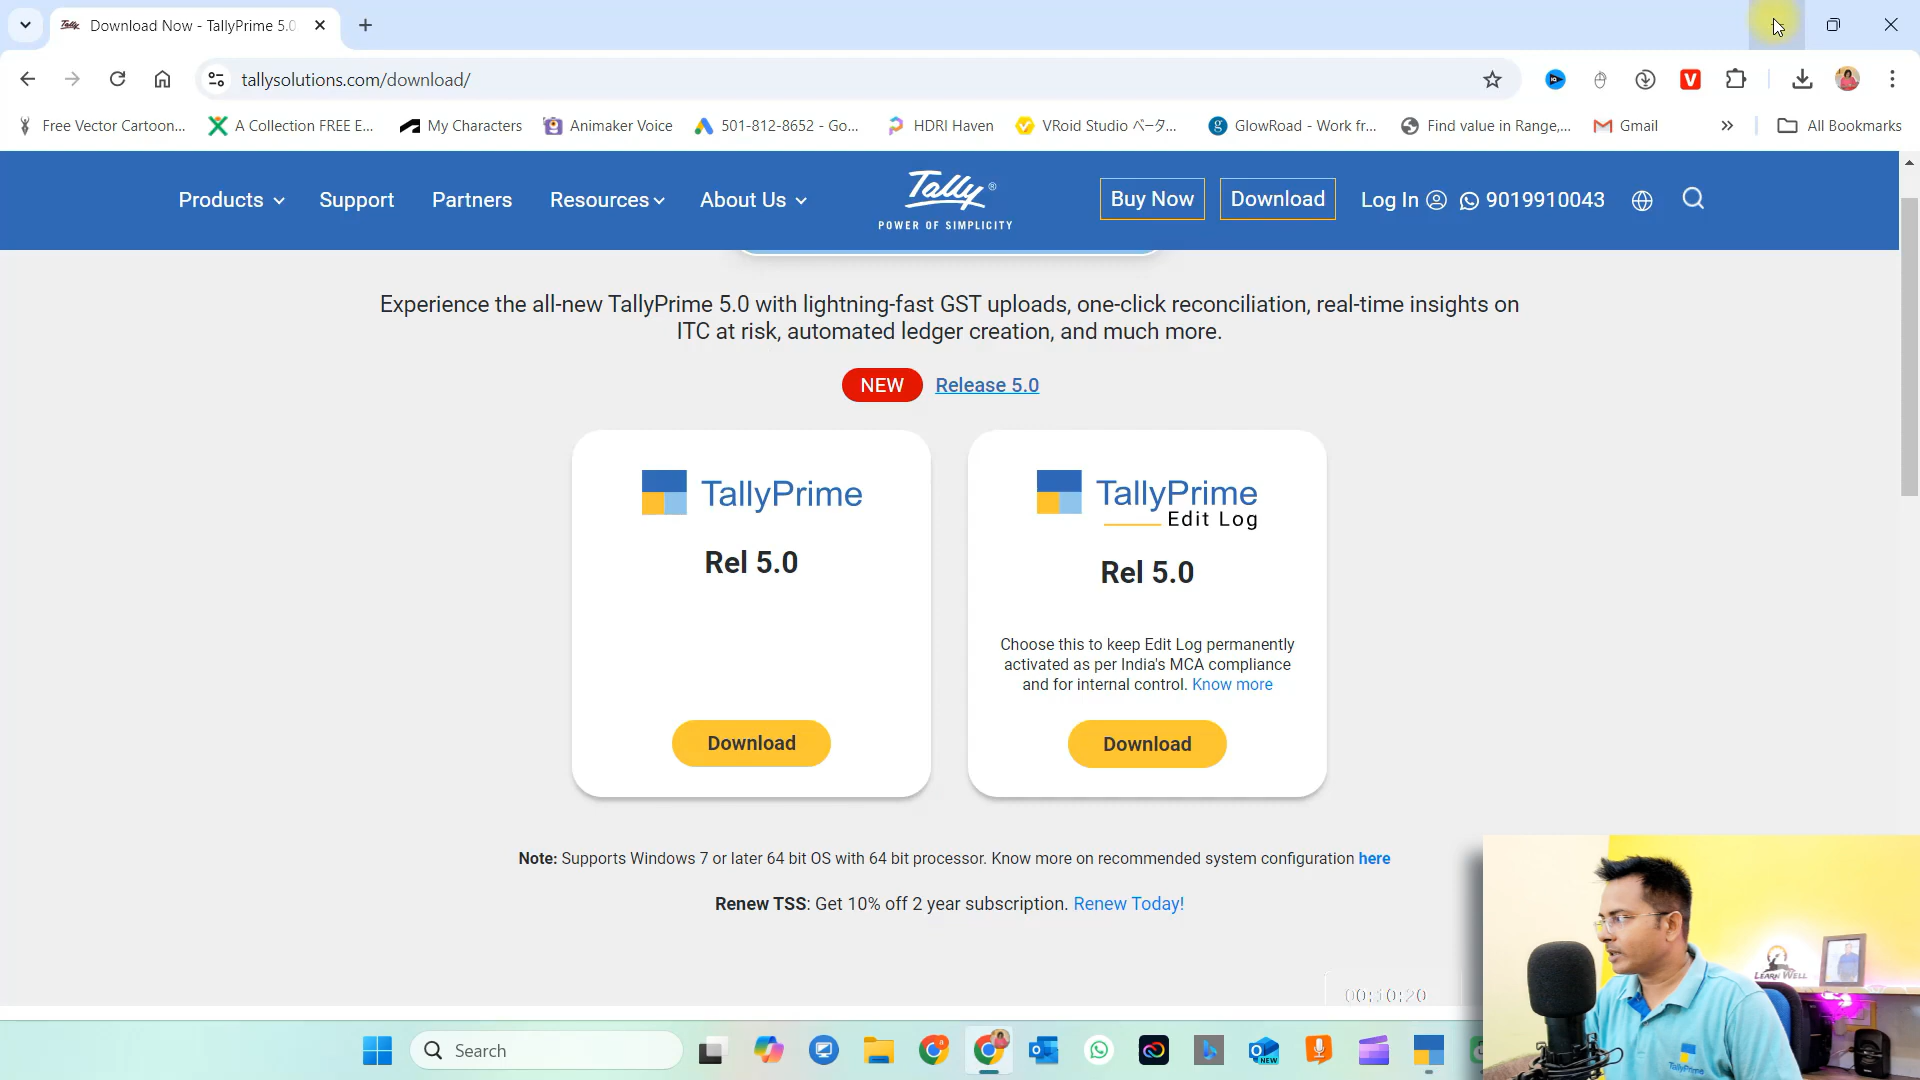 Download Now - TallyPrime 5.0
tallysolutions.com/download/
Free Vector Cartoon...
A Collection FREE E...
My Characters
Animaker Voice
501-812-8652 - Go...
HDRI Haven
VRoid Studio ベータ...
GlowRoad - Work fr...
Find value in Range,...
Gmail
All Bookmarks
Products
Support
Partners
Resources
About Us
Tally®
POWER OF SIMPLICITY
Buy Now
Download
Log In
9019910043
Experience the all-new TallyPrime 5.0 with lightning-fast GST uploads, one-click reconciliation, real-time insights on
ITC at risk, automated ledger creation, and much more.
NEW Release 5.0
TallyPrime
Rel 5.0
Download
TallyPrime
Edit Log
Rel 5.0
Choose this to keep Edit Log permanently
activated as per India's MCA compliance
and for internal control. Know more
Download
Note: Supports Windows 7 or later 64 bit OS with 64 bit processor. Know more on recommended system configuration here
Renew TSS: Get 10% off 2 year subscription. Renew Today!
00:10:20
LEARN WELL
TallyPrime
Search
NEW